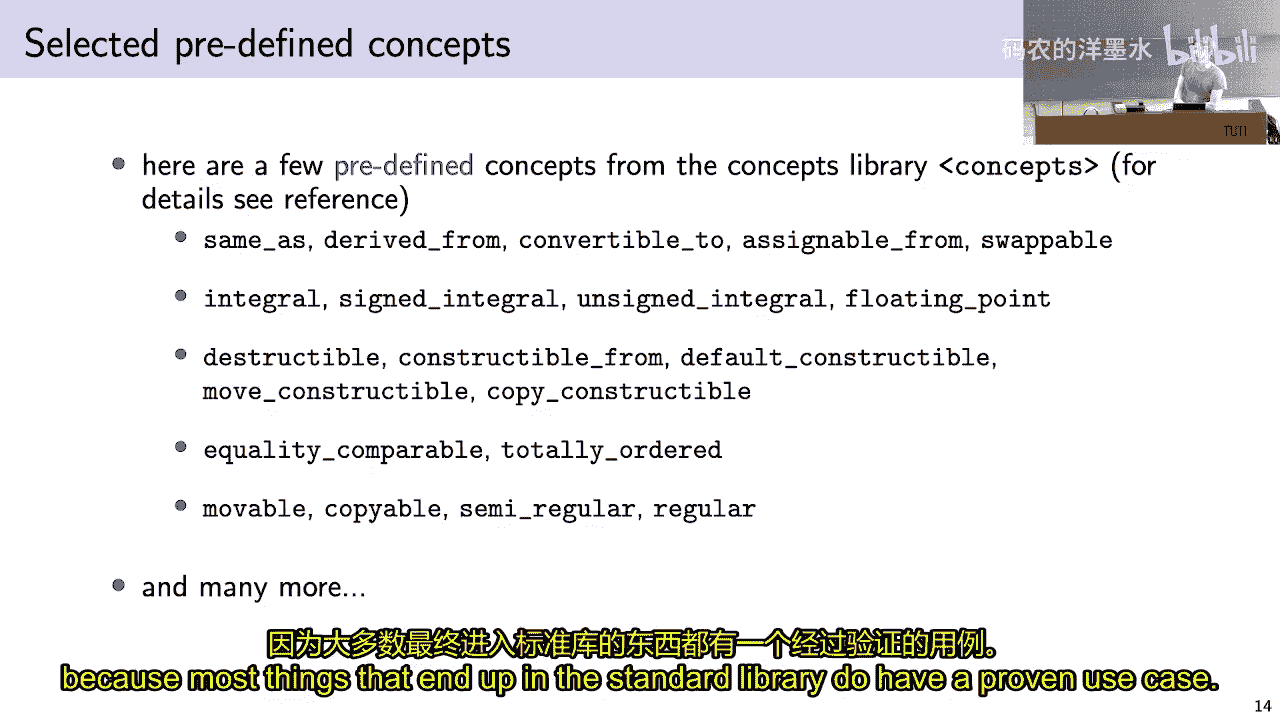 Selected pre-defined concepts
码农的洋墨水 bilibili
TUM
here are a few pre-defined concepts from the concepts library <concepts> (for
details see reference)
same_as, derived_from, convertible_to, assignable_from, swappable
integral, signed_integral, unsigned_integral, floating_point
destructible, constructible_from, default_constructible,
move_constructible, copy_constructible
equality_comparable, totally_ordered
movable, copyable, semi_regular, regular
and many more...
因为大多数最终进入标准库的东西都有一个经过验证的用例。
because most things that end up in the standard library do have a proven use case.
14